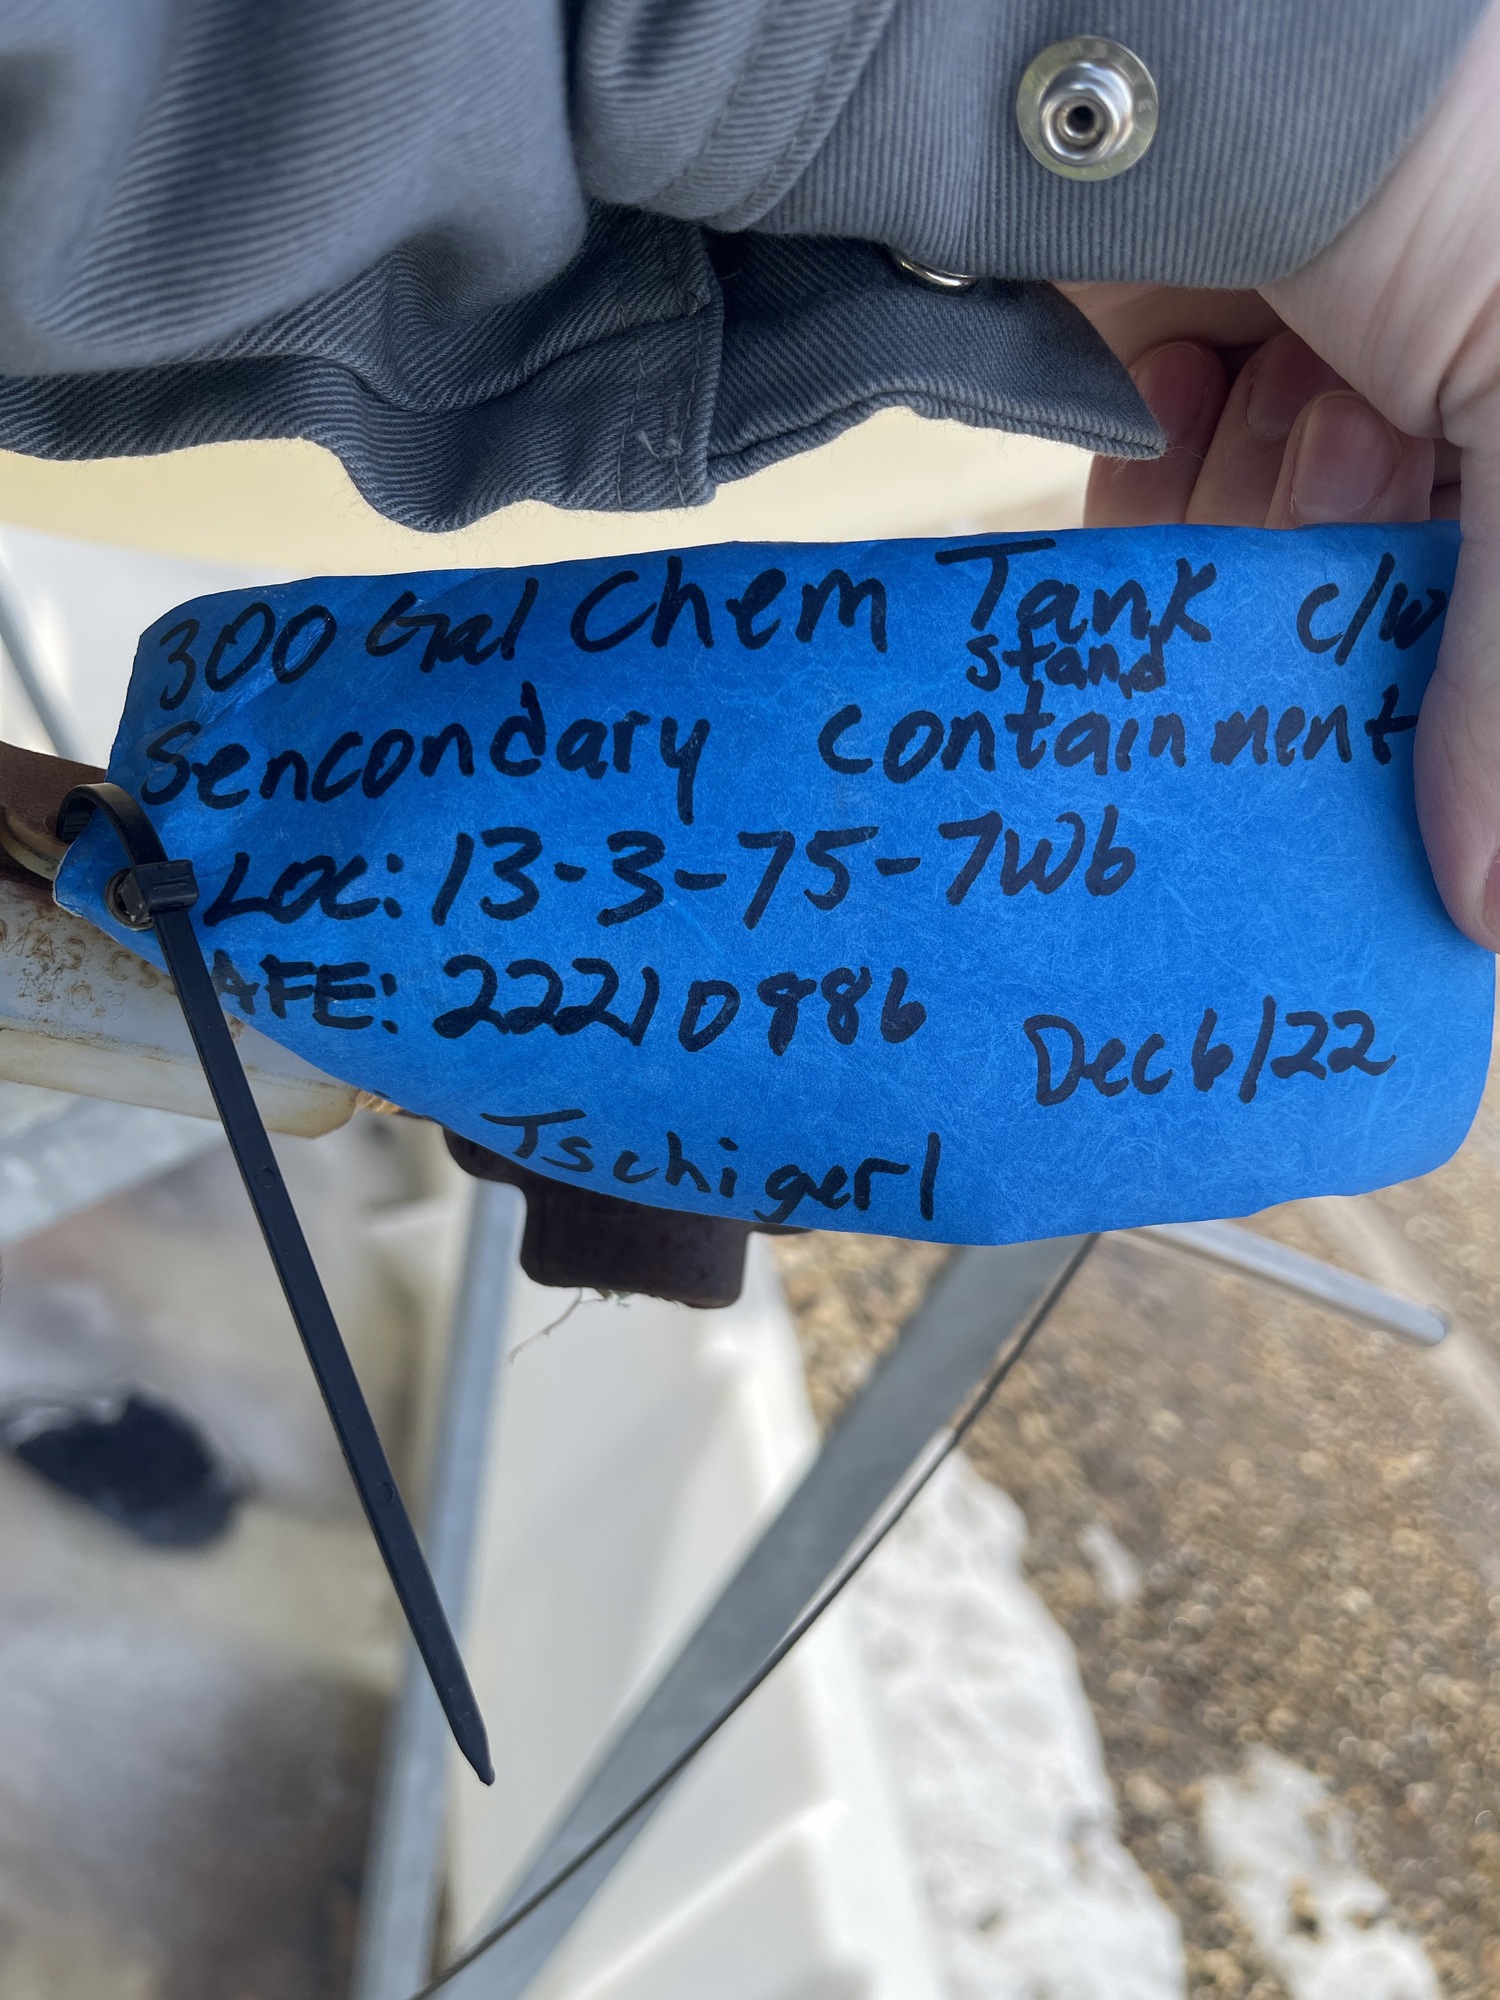 300 Gal Chem Tank c/w
stand
Sencondary containment
LOC: 13-3-75-7W6
AFE: 22210986
Dec 6/22
Tschigerl